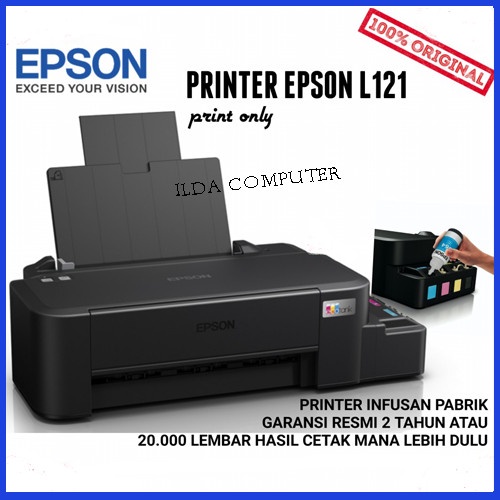 EPSON
EXCEED YOUR VISION
PRINTER EPSON L121
print only
100% ORIGINAL
ILDA COMPUTER
EPSON
EPSON
PRINTER INFUSAN PABRIK
GARANSI RESMI 2 TAHUN ATAU
20.000 LEMBAR HASIL CETAK MANA LEBIH DULU